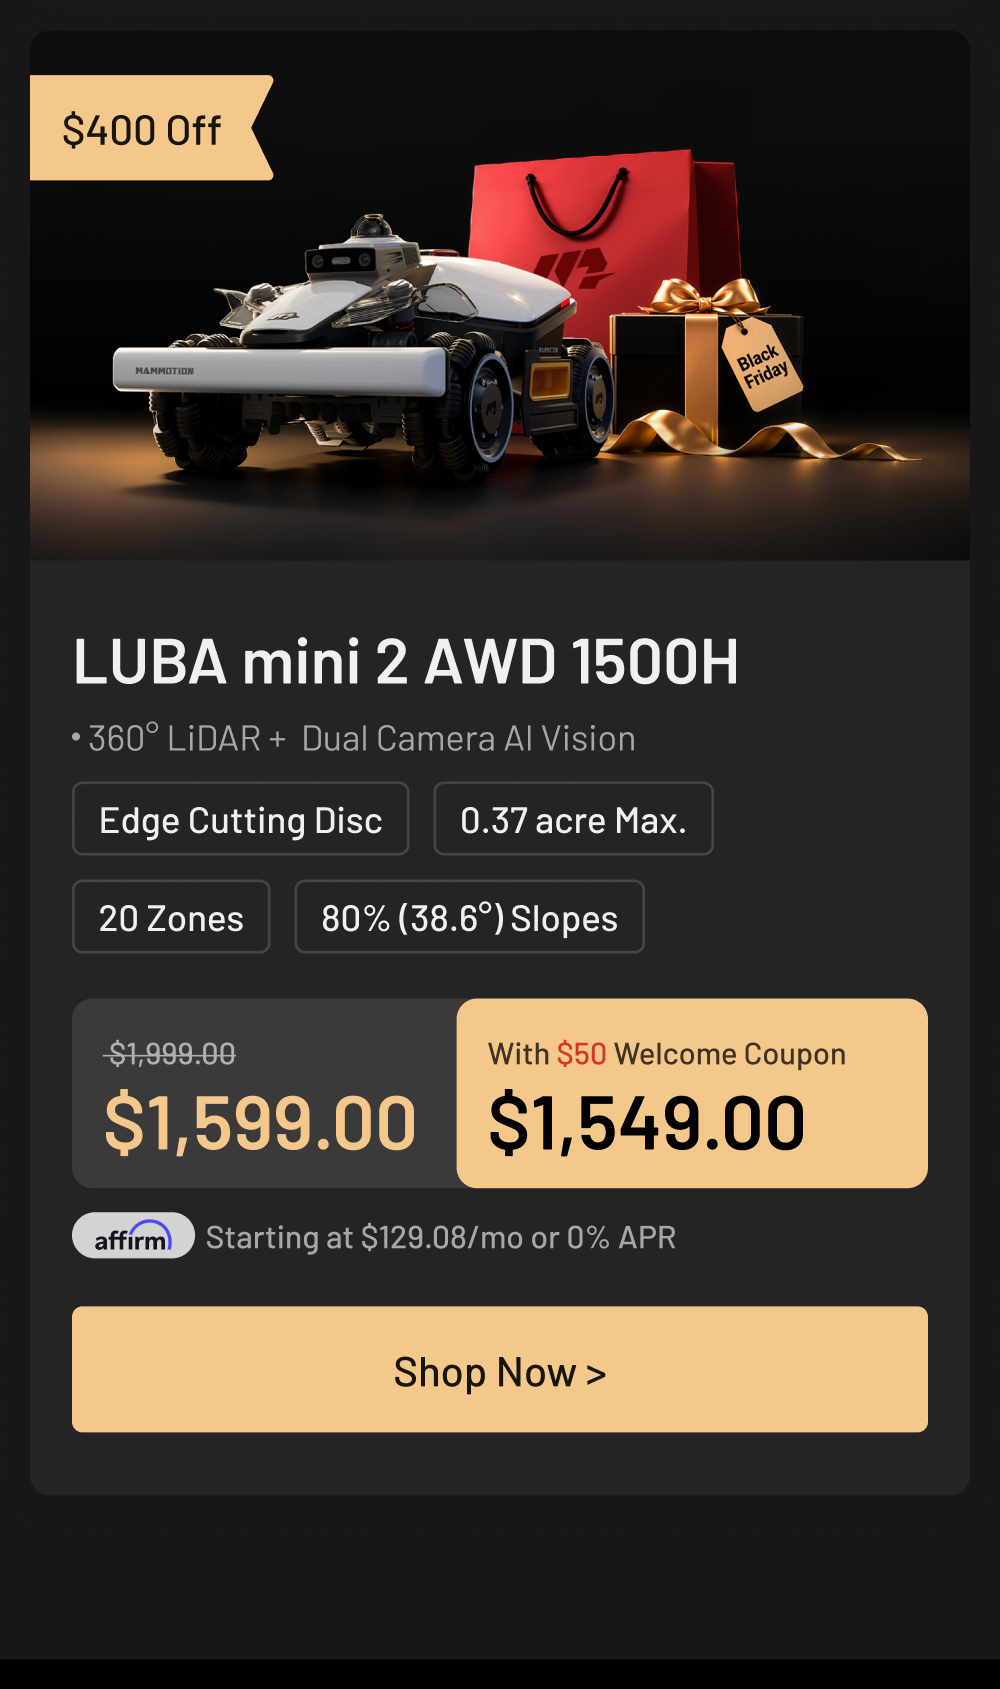 $400 Off
MAMMOTION
MAMMOTION
Black
Friday
LUBA mini 2 AWD 1500H
• 360° LiDAR + Dual Camera AI Vision
Edge Cutting Disc
0.37 acre Max.
20 Zones
80% (38.6°) Slopes
$1,999.00
$1,599.00
With $50 Welcome Coupon
$1,549.00
affirm
Starting at $129.08/mo or 0% APR
Shop Now >